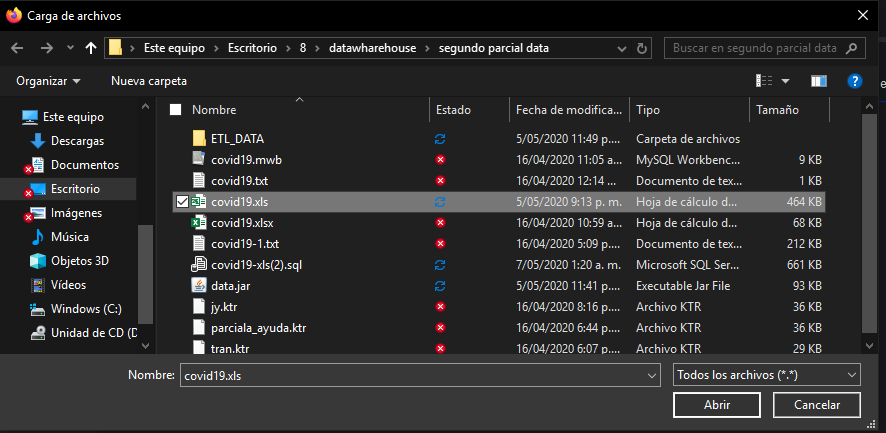 Carga de archivos
Este equipo > Escritorio > 8 > datawharehouse > segundo parcial data
Buscar en segundo parcial data
Organizar
Nueva carpeta
Este equipo
Descargas
Documentos
Escritorio
Imágenes
Música
Objetos 3D
Vídeos
Windows (C:)
Unidad de CD (D
Nombre Estado Fecha de modifica... Tipo Tamaño
ETL_DATA 5/05/2020 11:49 p.... Carpeta de archivos
covid19.mwb 16/04/2020 11:05 a... MySQL Workbenc... 9 KB
covid19.txt 16/04/2020 12:14 ... Documento de tex... 1 KB
covid19.xls 5/05/2020 9:13 p. m. Hoja de cálculo d... 464 KB
covid19.xlsx 16/04/2020 10:59 a... Hoja de cálculo d... 68 KB
covid19-1.txt 16/04/2020 5:09 p.... Documento de tex... 212 KB
covid19-xls(2).sql 7/05/2020 1:20 a. m. Microsoft SQL Ser... 661 KB
data.jar 5/05/2020 11:41 p.... Executable Jar File 93 KB
jy.ktr 16/04/2020 8:16 p.... Archivo KTR 36 KB
parciala_ayuda.ktr 16/04/2020 6:44 p.... Archivo KTR 36 KB
tran.ktr 16/04/2020 6:07 p.... Archivo KTR 29 KB
Nombre: covid19.xls
Todos los archivos (*.*)
Abrir
Cancelar